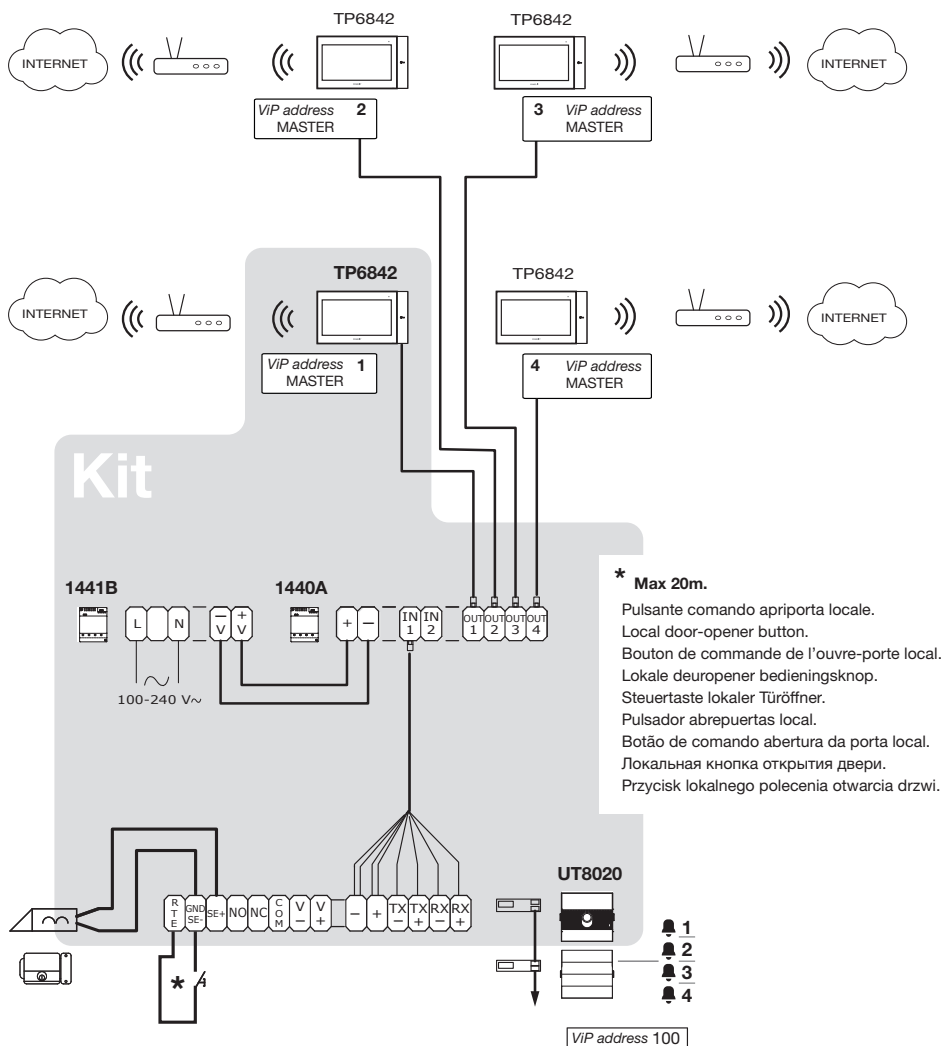 TP6842
TP6842
INTERNET
INTERNET
ViP address 2
MASTER
3 ViP address
MASTER
TP6842
TP6842
INTERNET
INTERNET
ViP address 1
MASTER
4 ViP address
MASTER
Kit
1441B
1440A
L N
− V
+ V
+ −
IN 1
IN 2
OUT 1
OUT 2
OUT 3
OUT 4
100-240 V~
* Max 20m.
Pulsante comando apriporta locale.
Local door-opener button.
Bouton de commande de l'ouvre-porte local.
Lokale deuropener bedieningsknop.
Steuertaste lokaler Türöffner.
Pulsador abrepuertas local.
Botão de comando abertura da porta local.
Локальная кнопка открытия двери.
Przycisk lokalnego polecenia otwarcia drzwi.
UT8020
RTE
GND SE-
SE+
NO
NC
COM
V −
V +
−
+
TX −
TX +
RX −
RX +
1
2
3
4
*
ViP address 100